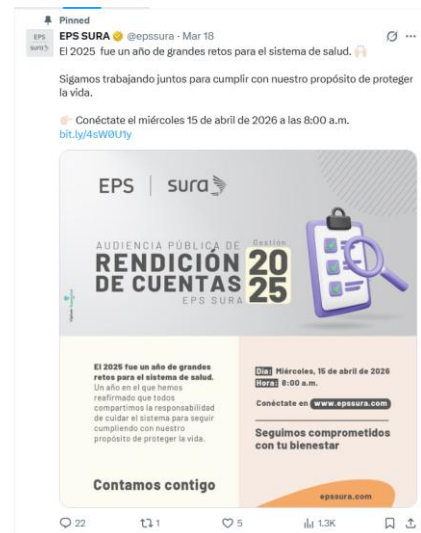 Pinned
EPS SURA @epssura · Mar 18
El 2025 fue un año de grandes retos para el sistema de salud.
Sigamos trabajando juntos para cumplir con nuestro propósito de proteger
la vida.
Conéctate el miércoles 15 de abril de 2026 a las 8:00 a.m.
bit.ly/4sW0U1y
EPS sura
AUDIENCIA PÚBLICA DE
RENDICIÓN
DE CUENTAS
EPS SURA
Gestión
20
25
El 2025 fue un año de grandes
retos para el sistema de salud.
Un año en el que hemos
reafirmado que todos
compartimos la responsabilidad
de cuidar el sistema para seguir
cumpliendo con nuestro
propósito de proteger la vida.
Contamos contigo
Día: Miércoles, 15 de abril de 2026
Hora: 8:00 a.m.
Conéctate en www.epssura.com
Seguimos comprometidos
con tu bienestar
epssura.com
22 1 5 1.3K